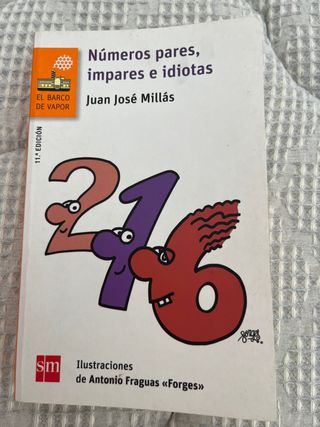 Números pares,
impares e idiotas
Juan José Millás
EL BARCO
DE VAPOR
11.ª EDICIÓN
216
forges
sm
Ilustraciones
de Antonio Fraguas «Forges»